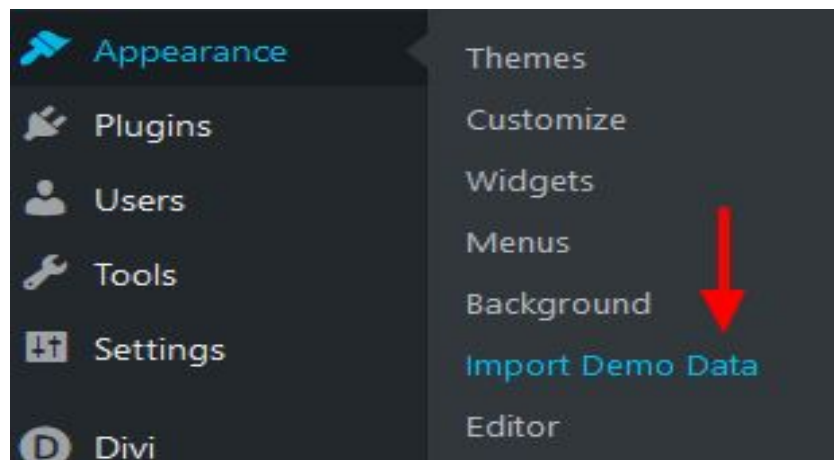 Appearance
Plugins
Users
Tools
Settings
D Divi
Themes
Customize
Widgets
Menus
Background
Import Demo Data
Editor